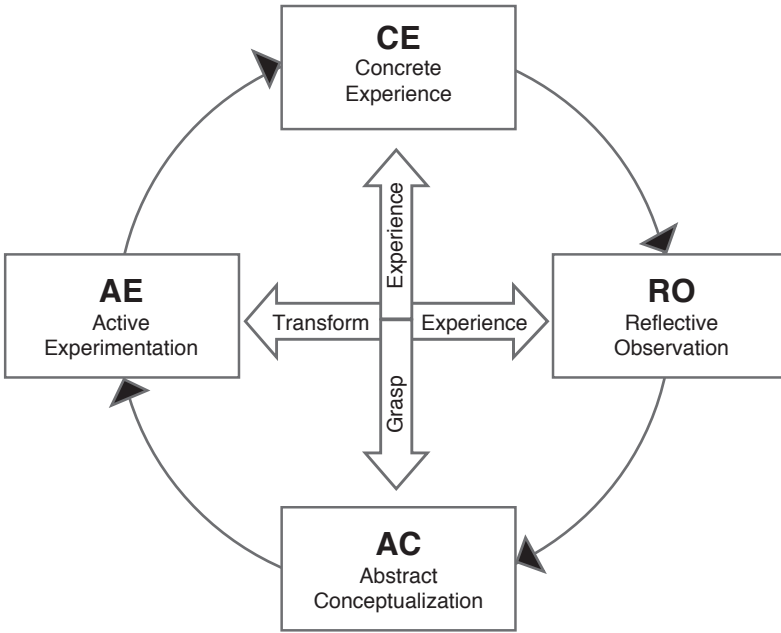 CE
Concrete
Experience
Experience
AE
Active
Experimentation
Transform
Experience
RO
Reflective
Observation
Grasp
AC
Abstract
Conceptualization